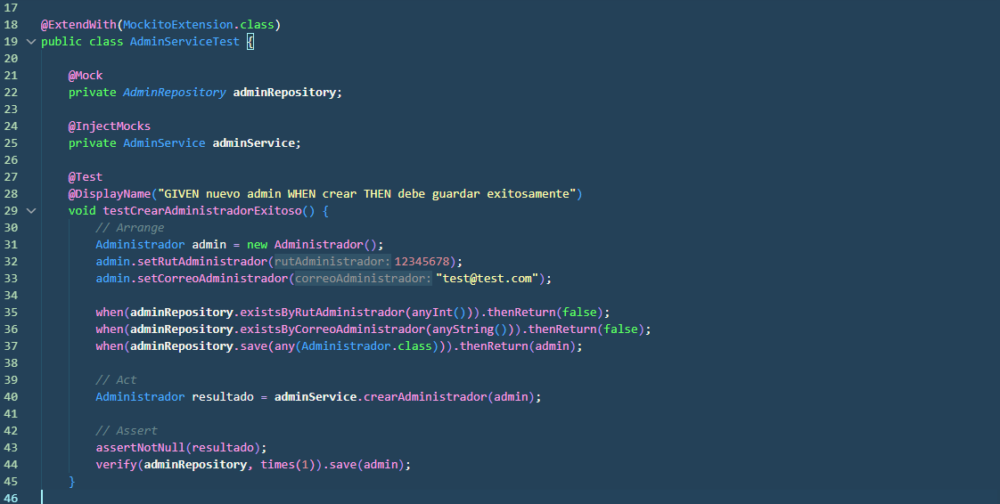 17
18 @ExtendWith(MockitoExtension.class)
19 public class AdminServiceTest {
20
21 @Mock
22 private AdminRepository adminRepository;
23
24 @InjectMocks
25 private AdminService adminService;
26
27 @Test
28 @DisplayName("GIVEN nuevo admin WHEN crear THEN debe guardar exitosamente")
29 void testCrearAdministradorExitoso() {
30 // Arrange
31 Administrador admin = new Administrador();
32 admin.setRutAdministrador(rutAdministrador: 12345678);
33 admin.setCorreoAdministrador(correoAdministrador: "test@test.com");
34
35 when(adminRepository.existsByRutAdministrador(anyInt())).thenReturn(false);
36 when(adminRepository.existsByCorreoAdministrador(anyString())).thenReturn(false);
37 when(adminRepository.save(any(Administrador.class))).thenReturn(admin);
38
39 // Act
40 Administrador resultado = adminService.crearAdministrador(admin);
41
42 // Assert
43 assertNotNull(resultado);
44 verify(adminRepository, times(1)).save(admin);
45 }
46